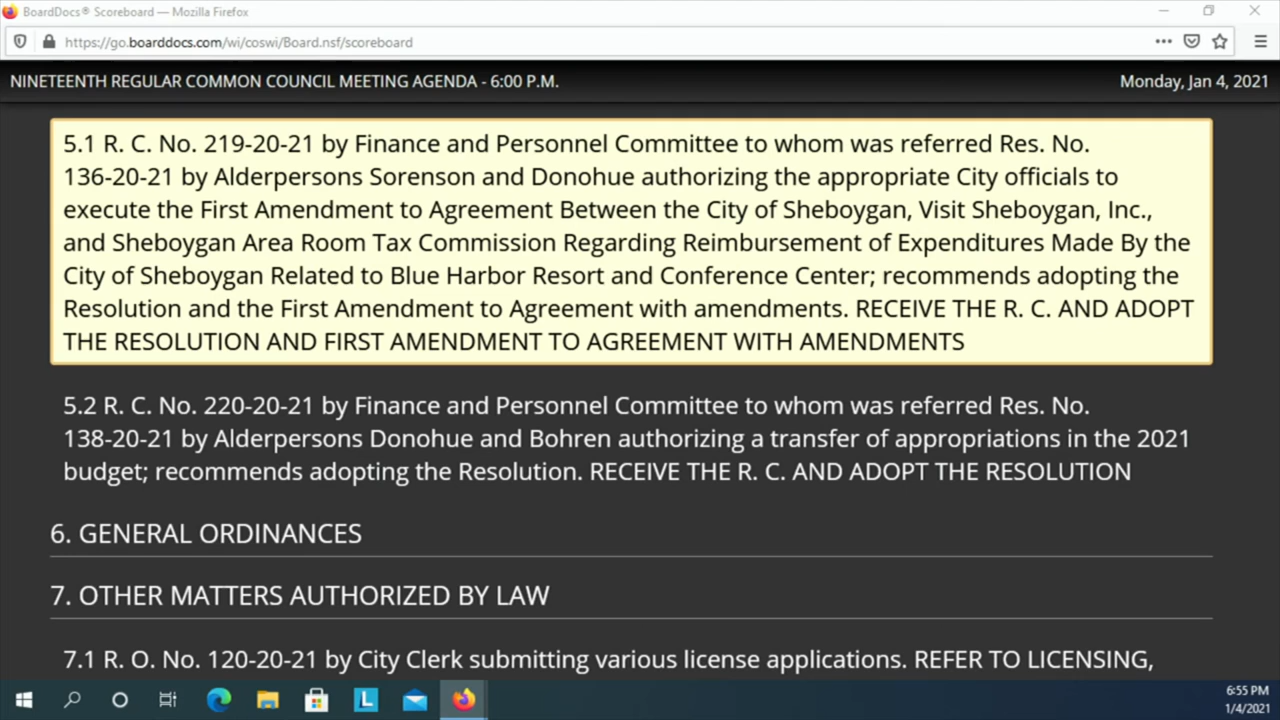 BoardDocs® Scoreboard — Mozilla Firefox
https://go.boarddocs.com/wi/coswi/Board.nsf/scoreboard
NINETEENTH REGULAR COMMON COUNCIL MEETING AGENDA - 6:00 P.M.
Monday, Jan 4, 2021
5.1 R. C. No. 219-20-21 by Finance and Personnel Committee to whom was referred Res. No.
136-20-21 by Alderpersons Sorenson and Donohue authorizing the appropriate City officials to
execute the First Amendment to Agreement Between the City of Sheboygan, Visit Sheboygan, Inc.,
and Sheboygan Area Room Tax Commission Regarding Reimbursement of Expenditures Made By the
City of Sheboygan Related to Blue Harbor Resort and Conference Center; recommends adopting the
Resolution and the First Amendment to Agreement with amendments. RECEIVE THE R. C. AND ADOPT
THE RESOLUTION AND FIRST AMENDMENT TO AGREEMENT WITH AMENDMENTS
5.2 R. C. No. 220-20-21 by Finance and Personnel Committee to whom was referred Res. No.
138-20-21 by Alderpersons Donohue and Bohren authorizing a transfer of appropriations in the 2021
budget; recommends adopting the Resolution. RECEIVE THE R. C. AND ADOPT THE RESOLUTION
6. GENERAL ORDINANCES
7. OTHER MATTERS AUTHORIZED BY LAW
7.1 R. O. No. 120-20-21 by City Clerk submitting various license applications. REFER TO LICENSING,
L
6:55 PM
1/4/2021